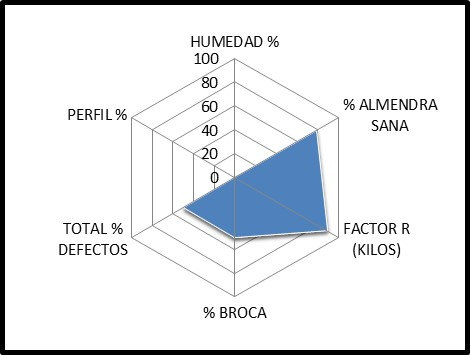 HUMEDAD %
100
80
60
40
20
0
% ALMENDRA
SANA
FACTOR R
(KILOS)
% BROCA
TOTAL %
DEFECTOS
PERFIL %